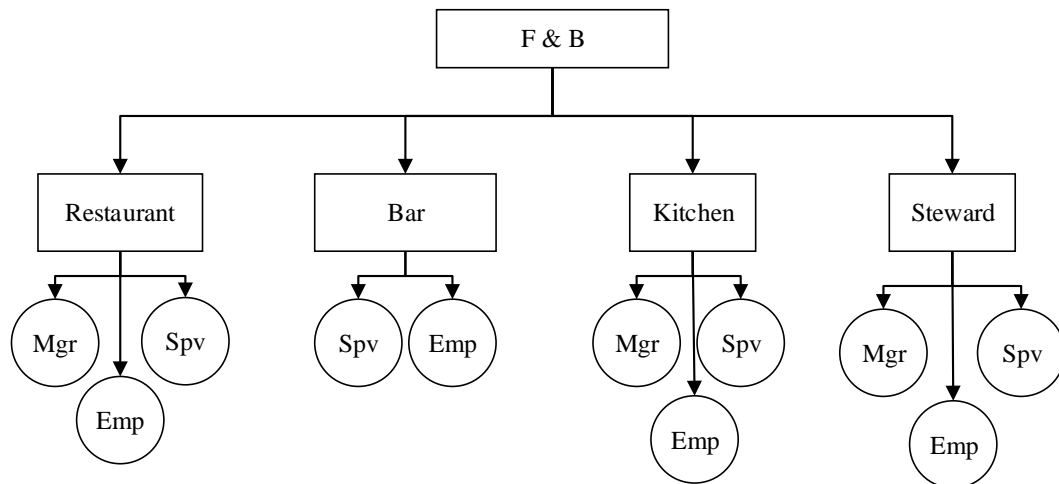 F & B
Restaurant
Bar
Kitchen
Steward
Mgr
Spv
Emp
Spv
Emp
Mgr
Spv
Emp
Mgr
Spv
Emp